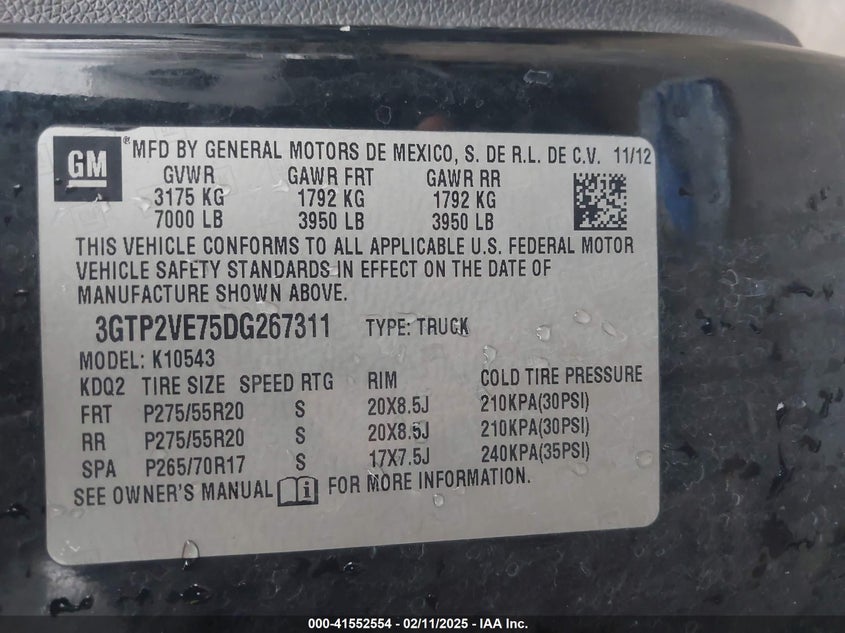 GM
® MFD BY GENERAL MOTORS DE MEXICO, S. DE R.L. DE C.V. 11/12
GVWR GAWR FRT GAWR RR
3175 KG 1792 KG 1792 KG
7000 LB 3950 LB 3950 LB
THIS VEHICLE CONFORMS TO ALL APPLICABLE U.S. FEDERAL MOTOR
VEHICLE SAFETY STANDARDS IN EFFECT ON THE DATE OF
MANUFACTURE SHOWN ABOVE.
3GTP2VE75DG267311 TYPE: TRUCK
MODEL: K10543
KDQ2 TIRE SIZE SPEED RTG RIM COLD TIRE PRESSURE
FRT P275/55R20 S 20X8.5J 210KPA(30PSI)
RR P275/55R20 S 20X8.5J 210KPA(30PSI)
SPA P265/70R17 S 17X7.5J 240KPA(35PSI)
SEE OWNER'S MANUAL FOR MORE INFORMATION.
000-41552554 / 02/11/2025 - IAA Inc.